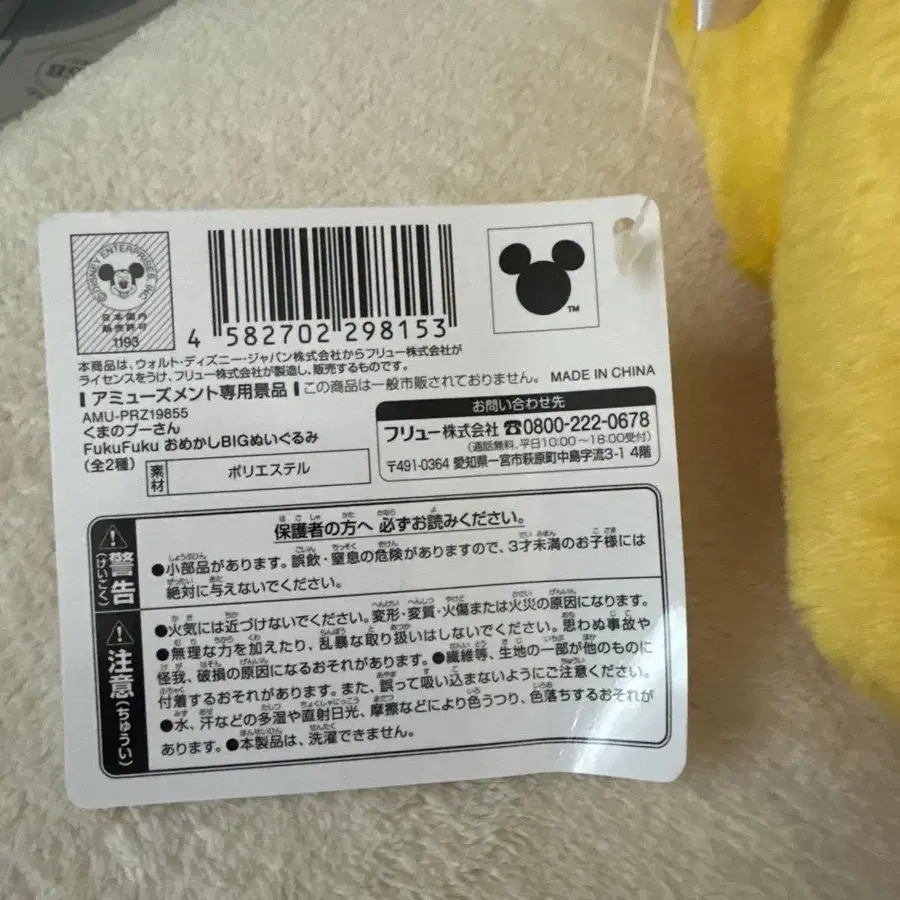 ©DISNEY ENTERPRISES, INC.
日本国内
販売許可
1193
4 582702 298153
TM
本商品は、ウォルト・ディズニー・ジャパン株式会社からフリュー株式会社が
ライセンスをうけ、フリュー株式会社が製造し、販売するものです。
アミューズメント専用景品 この商品は一般市販されておりません。 MADE IN CHINA
AMU-PRZ19855
くまのプーさん
FukuFuku おめかしBIGぬいぐるみ
(全2種)
素材 ポリエステル
お問い合わせ先
フリュー株式会社 ☎0800-222-0678
(通話無料、平日10:00~18:00受付)
〒491-0364 愛知県一宮市萩原町中島字流3-1 4階
保護者の方へ 必ずお読みください。
警告(けいこく)
●小部品があります。誤飲・窒息の危険がありますので、3才未満のお子様には
絶対に与えないでください。
注意(ちゅうい)
●火気には近づけないでください。変形・変質・火傷または火災の原因になります。
●無理な力を加えたり、乱暴な取り扱いはしないでください。思わぬ事故や
怪我、破損の原因になるおそれがあります。●繊維等、生地の一部が他のものに
付着するおそれがあります。また、誤って吸い込まないようにご注意ください。
●水、汗などの多湿や直射日光、摩擦などにより色うつり、色落ちするおそれが
あります。●本製品は、洗濯できません。